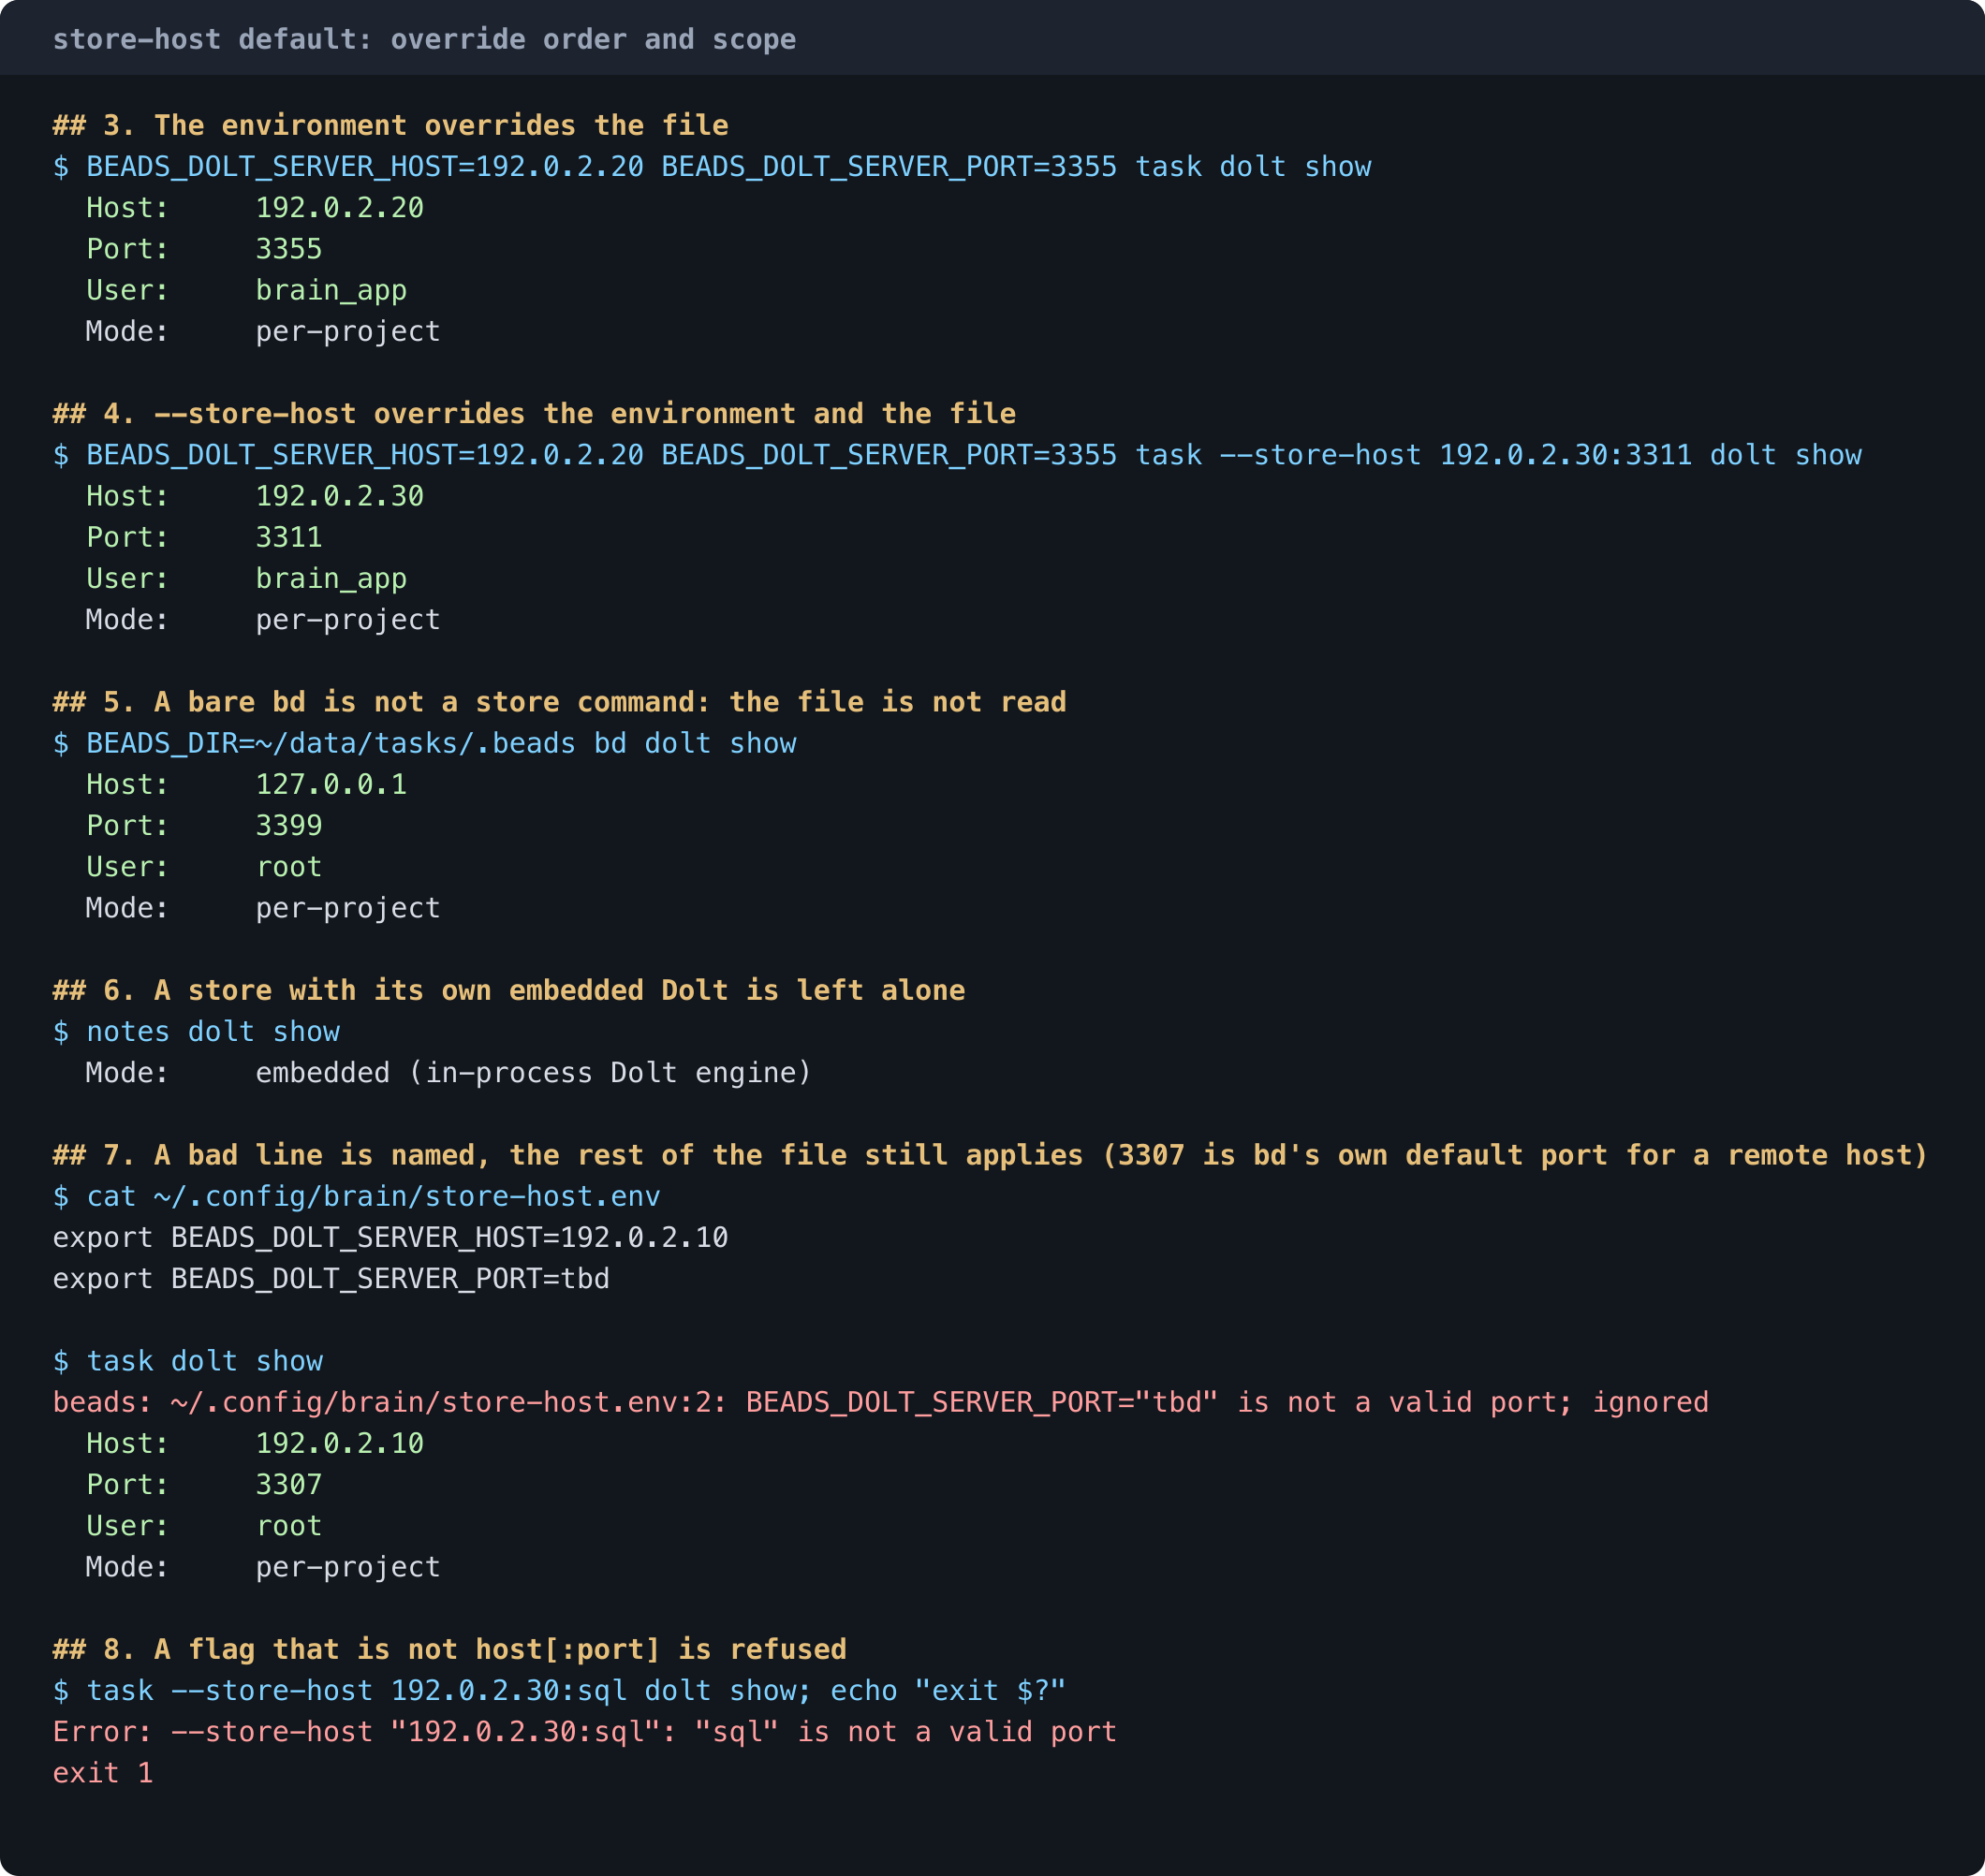 store-host default: override order and scope
## 3. The environment overrides the file
$ BEADS_DOLT_SERVER_HOST=192.0.2.20 BEADS_DOLT_SERVER_PORT=3355 task dolt show
  Host:     192.0.2.20
  Port:     3355
  User:     brain_app
  Mode:     per-project
## 4. --store-host overrides the environment and the file
$ BEADS_DOLT_SERVER_HOST=192.0.2.20 BEADS_DOLT_SERVER_PORT=3355 task --store-host 192.0.2.30:3311 dolt show
  Host:     192.0.2.30
  Port:     3311
  User:     brain_app
  Mode:     per-project
## 5. A bare bd is not a store command: the file is not read
$ BEADS_DIR=~/data/tasks/.beads bd dolt show
  Host:     127.0.0.1
  Port:     3399
  User:     root
  Mode:     per-project
## 6. A store with its own embedded Dolt is left alone
$ notes dolt show
  Mode:     embedded (in-process Dolt engine)
## 7. A bad line is named, the rest of the file still applies (3307 is bd's own default port for a remote host)
$ cat ~/.config/brain/store-host.env
export BEADS_DOLT_SERVER_HOST=192.0.2.10
export BEADS_DOLT_SERVER_PORT=tbd
$ task dolt show
beads: ~/.config/brain/store-host.env:2: BEADS_DOLT_SERVER_PORT="tbd" is not a valid port; ignored
  Host:     192.0.2.10
  Port:     3307
  User:     root
  Mode:     per-project
## 8. A flag that is not host[:port] is refused
$ task --store-host 192.0.2.30:sql dolt show; echo "exit $?"
Error: --store-host "192.0.2.30:sql": "sql" is not a valid port
exit 1